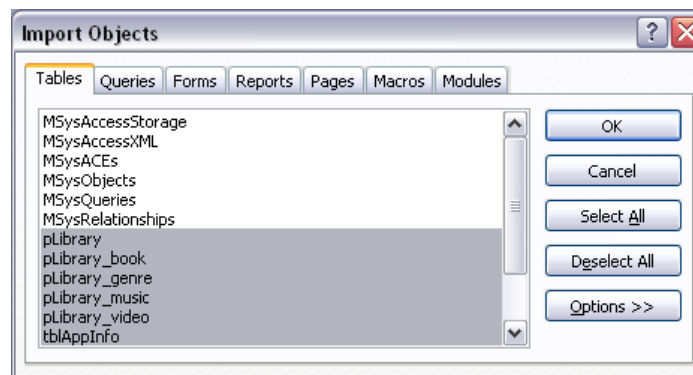 Import Objects
Tables Queries Forms Reports Pages Macros Modules
MSysAccessStorage
MSysAccessXML
MSysACEs
MSysObjects
MSysQueries
MSysRelationships
pLibrary
pLibrary_book
pLibrary_genre
pLibrary_music
pLibrary_video
tblAppInfo
OK
Cancel
Select All
Deselect All
Options >>